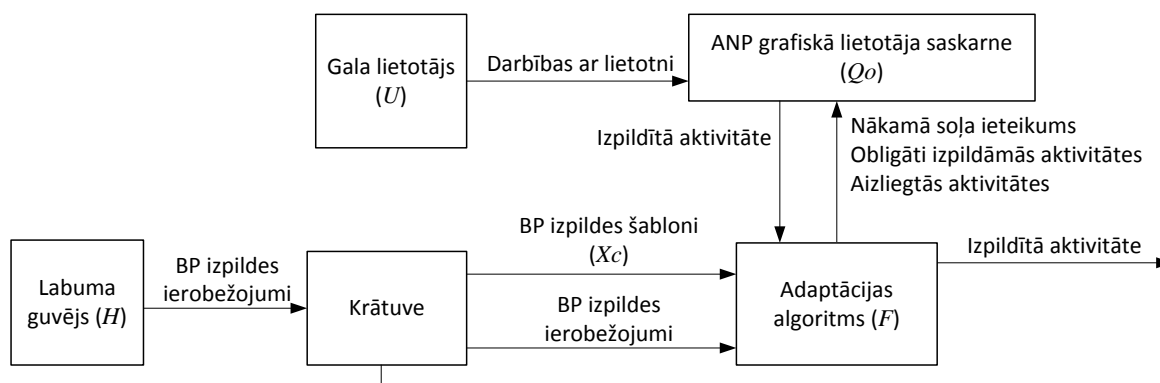 Gala lietotājs
(U)
Darbības ar lietotni
ANP grafiskā lietotāja saskarne
(Qo)
Izpildītā aktivitāte
Nākamā soļa ieteikums
Obligāti izpildāmās aktivitātes
Aizliegtās aktivitātes
Labuma
guvējs (H)
BP izpildes
ierobežojumi
Krātuve
BP izpildes šabloni
(Xc)
BP izpildes
ierobežojumi
Adaptācijas
algoritms (F)
Izpildītā aktivitāte